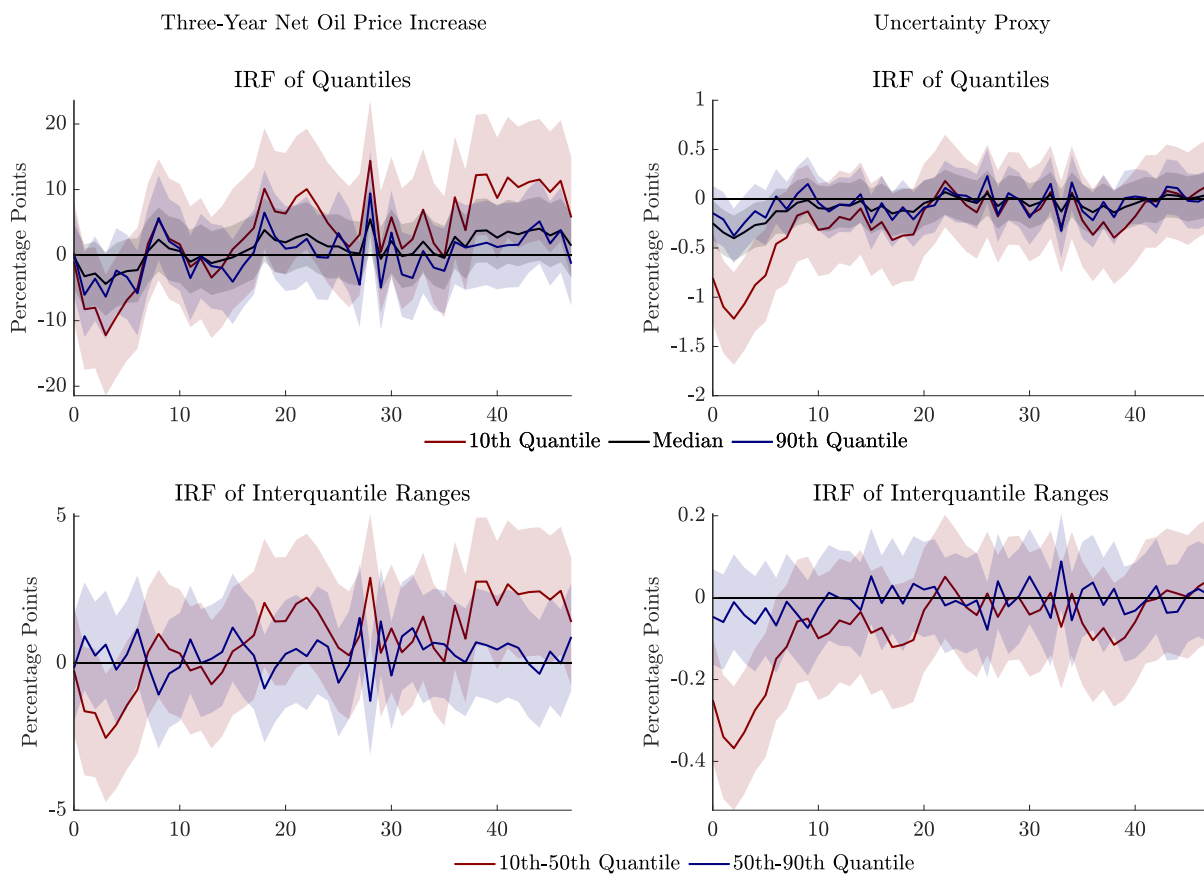 Three-Year Net Oil Price Increase
Uncertainty Proxy
IRF of Quantiles
Percentage Points
20
10
0
-10
-20
0 10 20 30 40
IRF of Quantiles
Percentage Points
1
0.5
0
-0.5
-1
-1.5
-2
0 10 20 30 40
10th Quantile Median 90th Quantile
IRF of Interquantile Ranges
Percentage Points
5
0
-5
0 10 20 30 40
IRF of Interquantile Ranges
Percentage Points
0.2
0
-0.2
-0.4
0 10 20 30 40
10th-50th Quantile 50th-90th Quantile